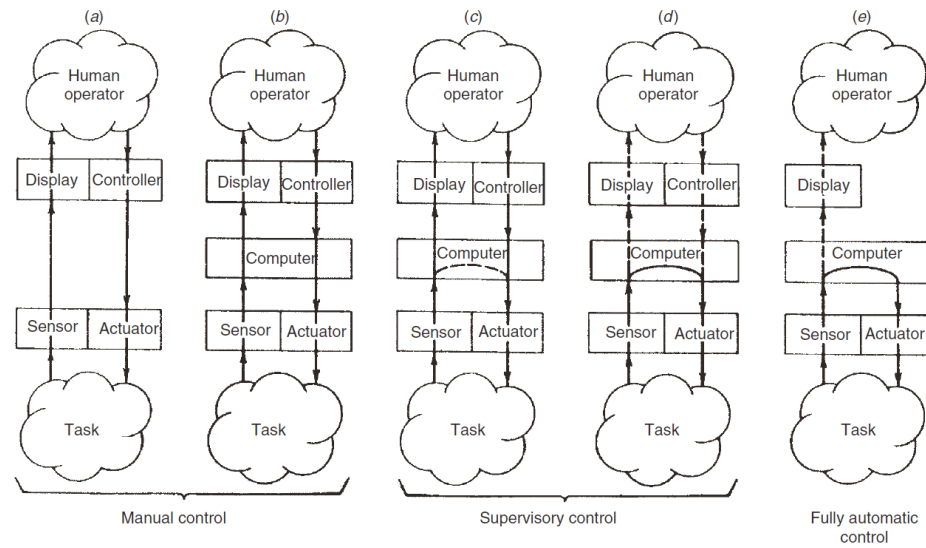 (a) (b) (c) (d) (e)
Human Human Human Human Human
operator operator operator operator operator
Display Controller Display Controller Display Controller Display Controller Display
Computer Computer Computer Computer
Sensor Actuator Sensor Actuator Sensor Actuator Sensor Actuator Sensor Actuator
Task Task Task Task Task
Manual control Supervisory control Fully automatic
control